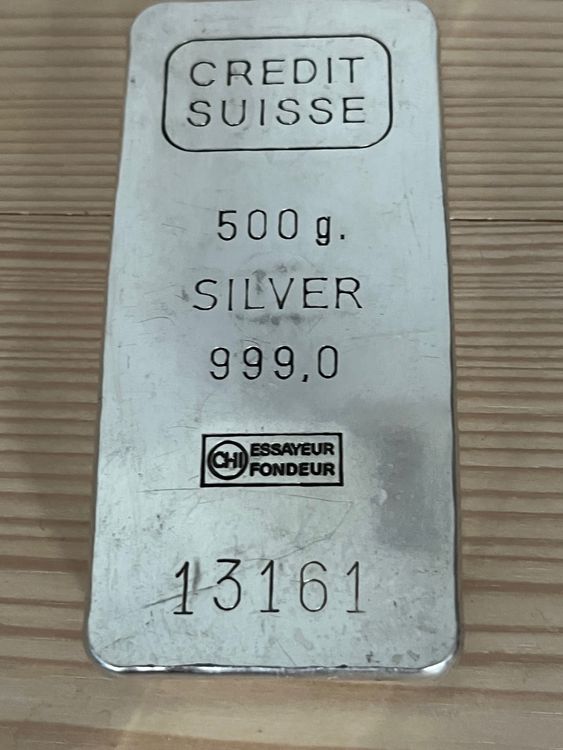 CREDIT
SUISSE
500 g.
SILVER
999,0
CHI ESSAYEUR
FONDEUR
13161